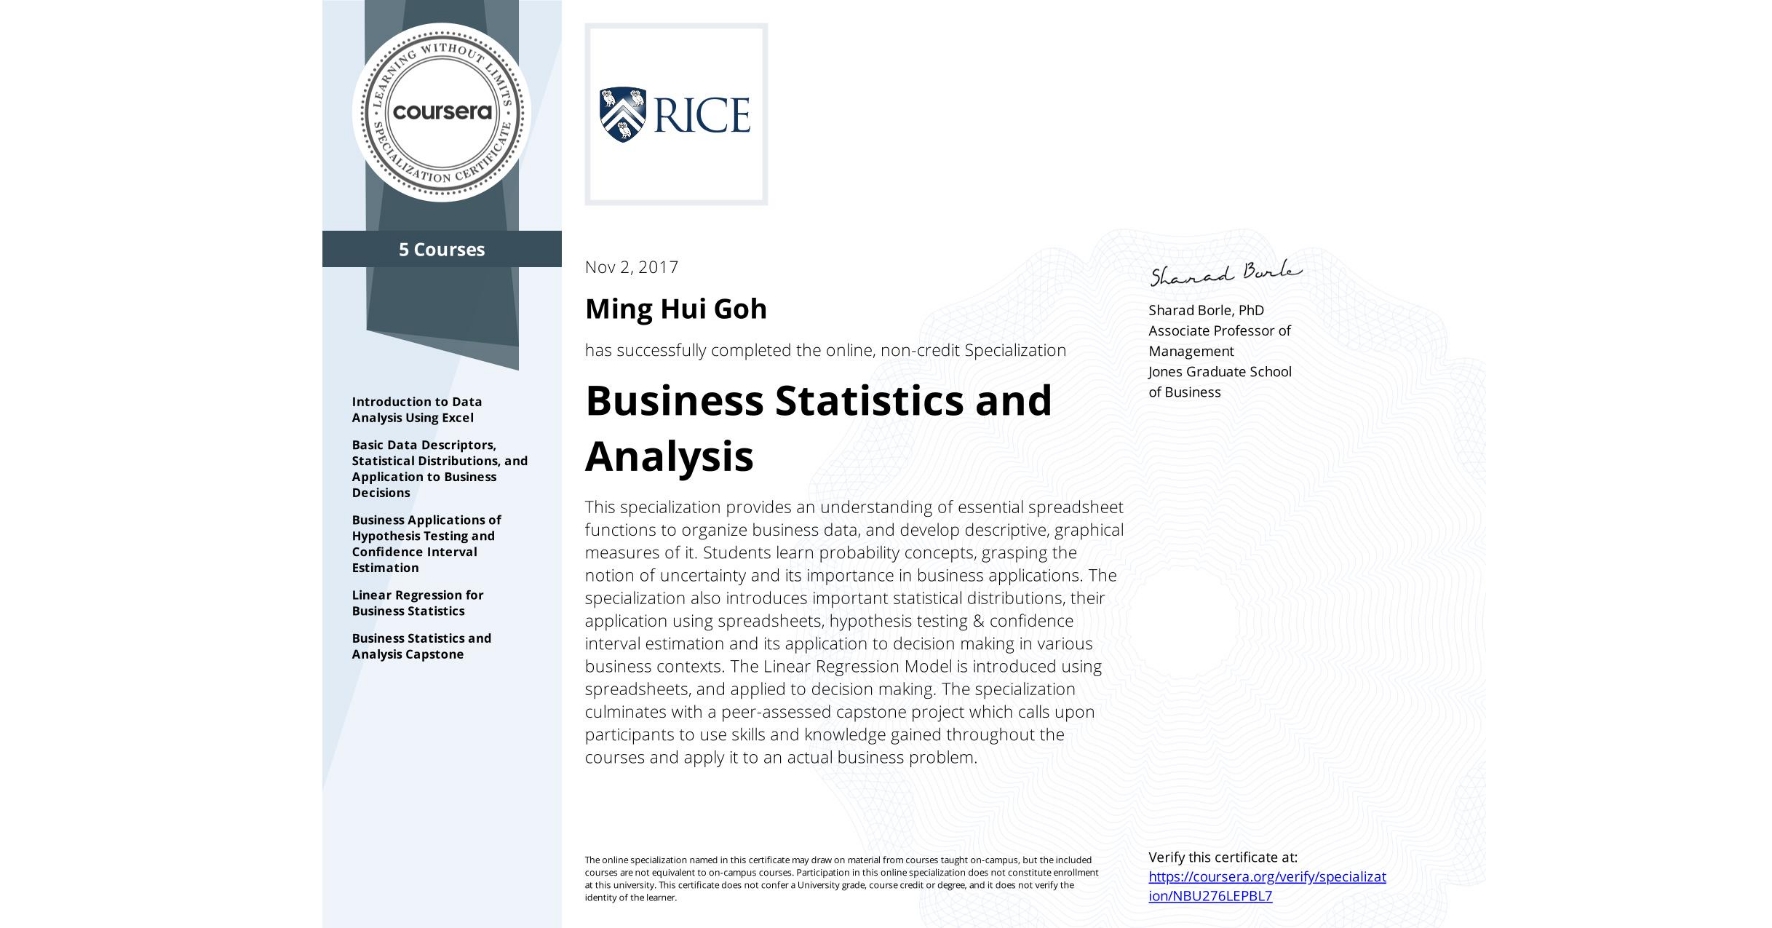 LEARNING WITHOUT LIMITS
coursera
SPECIALIZATION CERTIFICATE
5 Courses
Introduction to Data
Analysis Using Excel
Basic Data Descriptors,
Statistical Distributions, and
Application to Business
Decisions
Business Applications of
Hypothesis Testing and
Confidence Interval
Estimation
Linear Regression for
Business Statistics
Business Statistics and
Analysis Capstone
RICE
Nov 2, 2017
Ming Hui Goh
has successfully completed the online, non-credit Specialization
Business Statistics and
Analysis
This specialization provides an understanding of essential spreadsheet
functions to organize business data, and develop descriptive, graphical
measures of it. Students learn probability concepts, grasping the
notion of uncertainty and its importance in business applications. The
specialization also introduces important statistical distributions, their
application using spreadsheets, hypothesis testing & confidence
interval estimation and its application to decision making in various
business contexts. The Linear Regression Model is introduced using
spreadsheets, and applied to decision making. The specialization
culminates with a peer-assessed capstone project which calls upon
participants to use skills and knowledge gained throughout the
courses and apply it to an actual business problem.
Sharad Borle
Sharad Borle, PhD
Associate Professor of
Management
Jones Graduate School
of Business
The online specialization named in this certificate may draw on material from courses taught on-campus, but the included
courses are not equivalent to on-campus courses. Participation in this online specialization does not constitute enrollment
at this university. This certificate does not confer a University grade, course credit or degree, and it does not verify the
identity of the learner.
Verify this certificate at:
https://coursera.org/verify/specializat
ion/NBU276LEPBL7